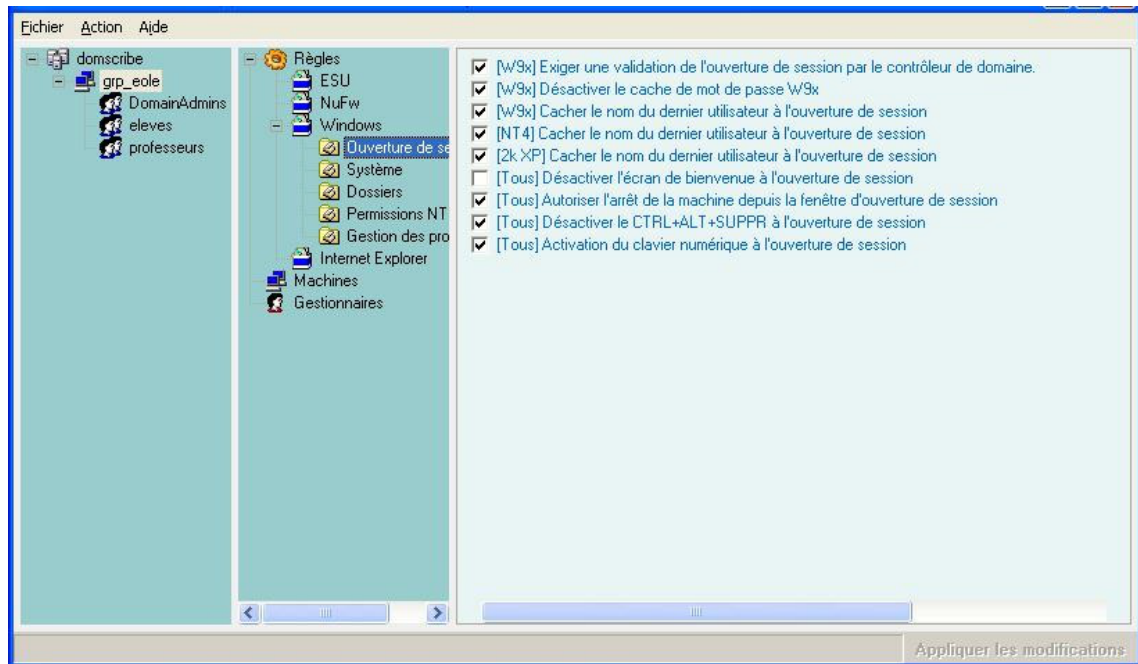 Fichier Action Aide
domscribe
grp_eole
DomainAdmins
eleves
professeurs
Règles
ESU
NuFw
Windows
Ouverture de se
Système
Dossiers
Permissions NT
Gestion des pro
Internet Explorer
Machines
Gestionnaires
[W9x] Exiger une validation de l'ouverture de session par le contrôleur de domaine.
[W9x] Désactiver le cache de mot de passe W9x
[W9x] Cacher le nom du dernier utilisateur à l'ouverture de session
[NT4] Cacher le nom du dernier utilisateur à l'ouverture de session
[2k XP] Cacher le nom du dernier utilisateur à l'ouverture de session
[Tous] Désactiver l'écran de bienvenue à l'ouverture de session
[Tous] Autoriser l'arrêt de la machine depuis la fenêtre d'ouverture de session
[Tous] Désactiver le CTRL+ALT+SUPPR à l'ouverture de session
[Tous] Activation du clavier numérique à l'ouverture de session
Appliquer les modifications